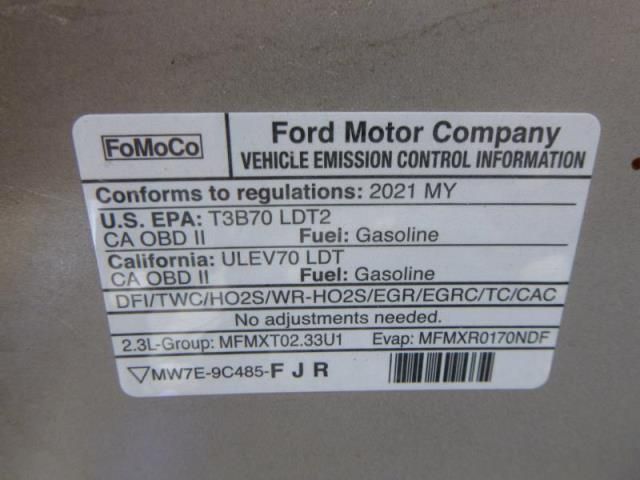 FoMoCo
Ford Motor Company
VEHICLE EMISSION CONTROL INFORMATION
Conforms to regulations: 2021 MY
U.S. EPA: T3B70 LDT2
CA OBD II Fuel: Gasoline
California: ULEV70 LDT
CA OBD II Fuel: Gasoline
DFI/TWC/HO2S/WR-HO2S/EGR/EGRC/TC/CAC
No adjustments needed.
2.3L-Group: MFMXT02.33U1 Evap: MFMXR0170NDF
▽MW7E-9C485-F J R